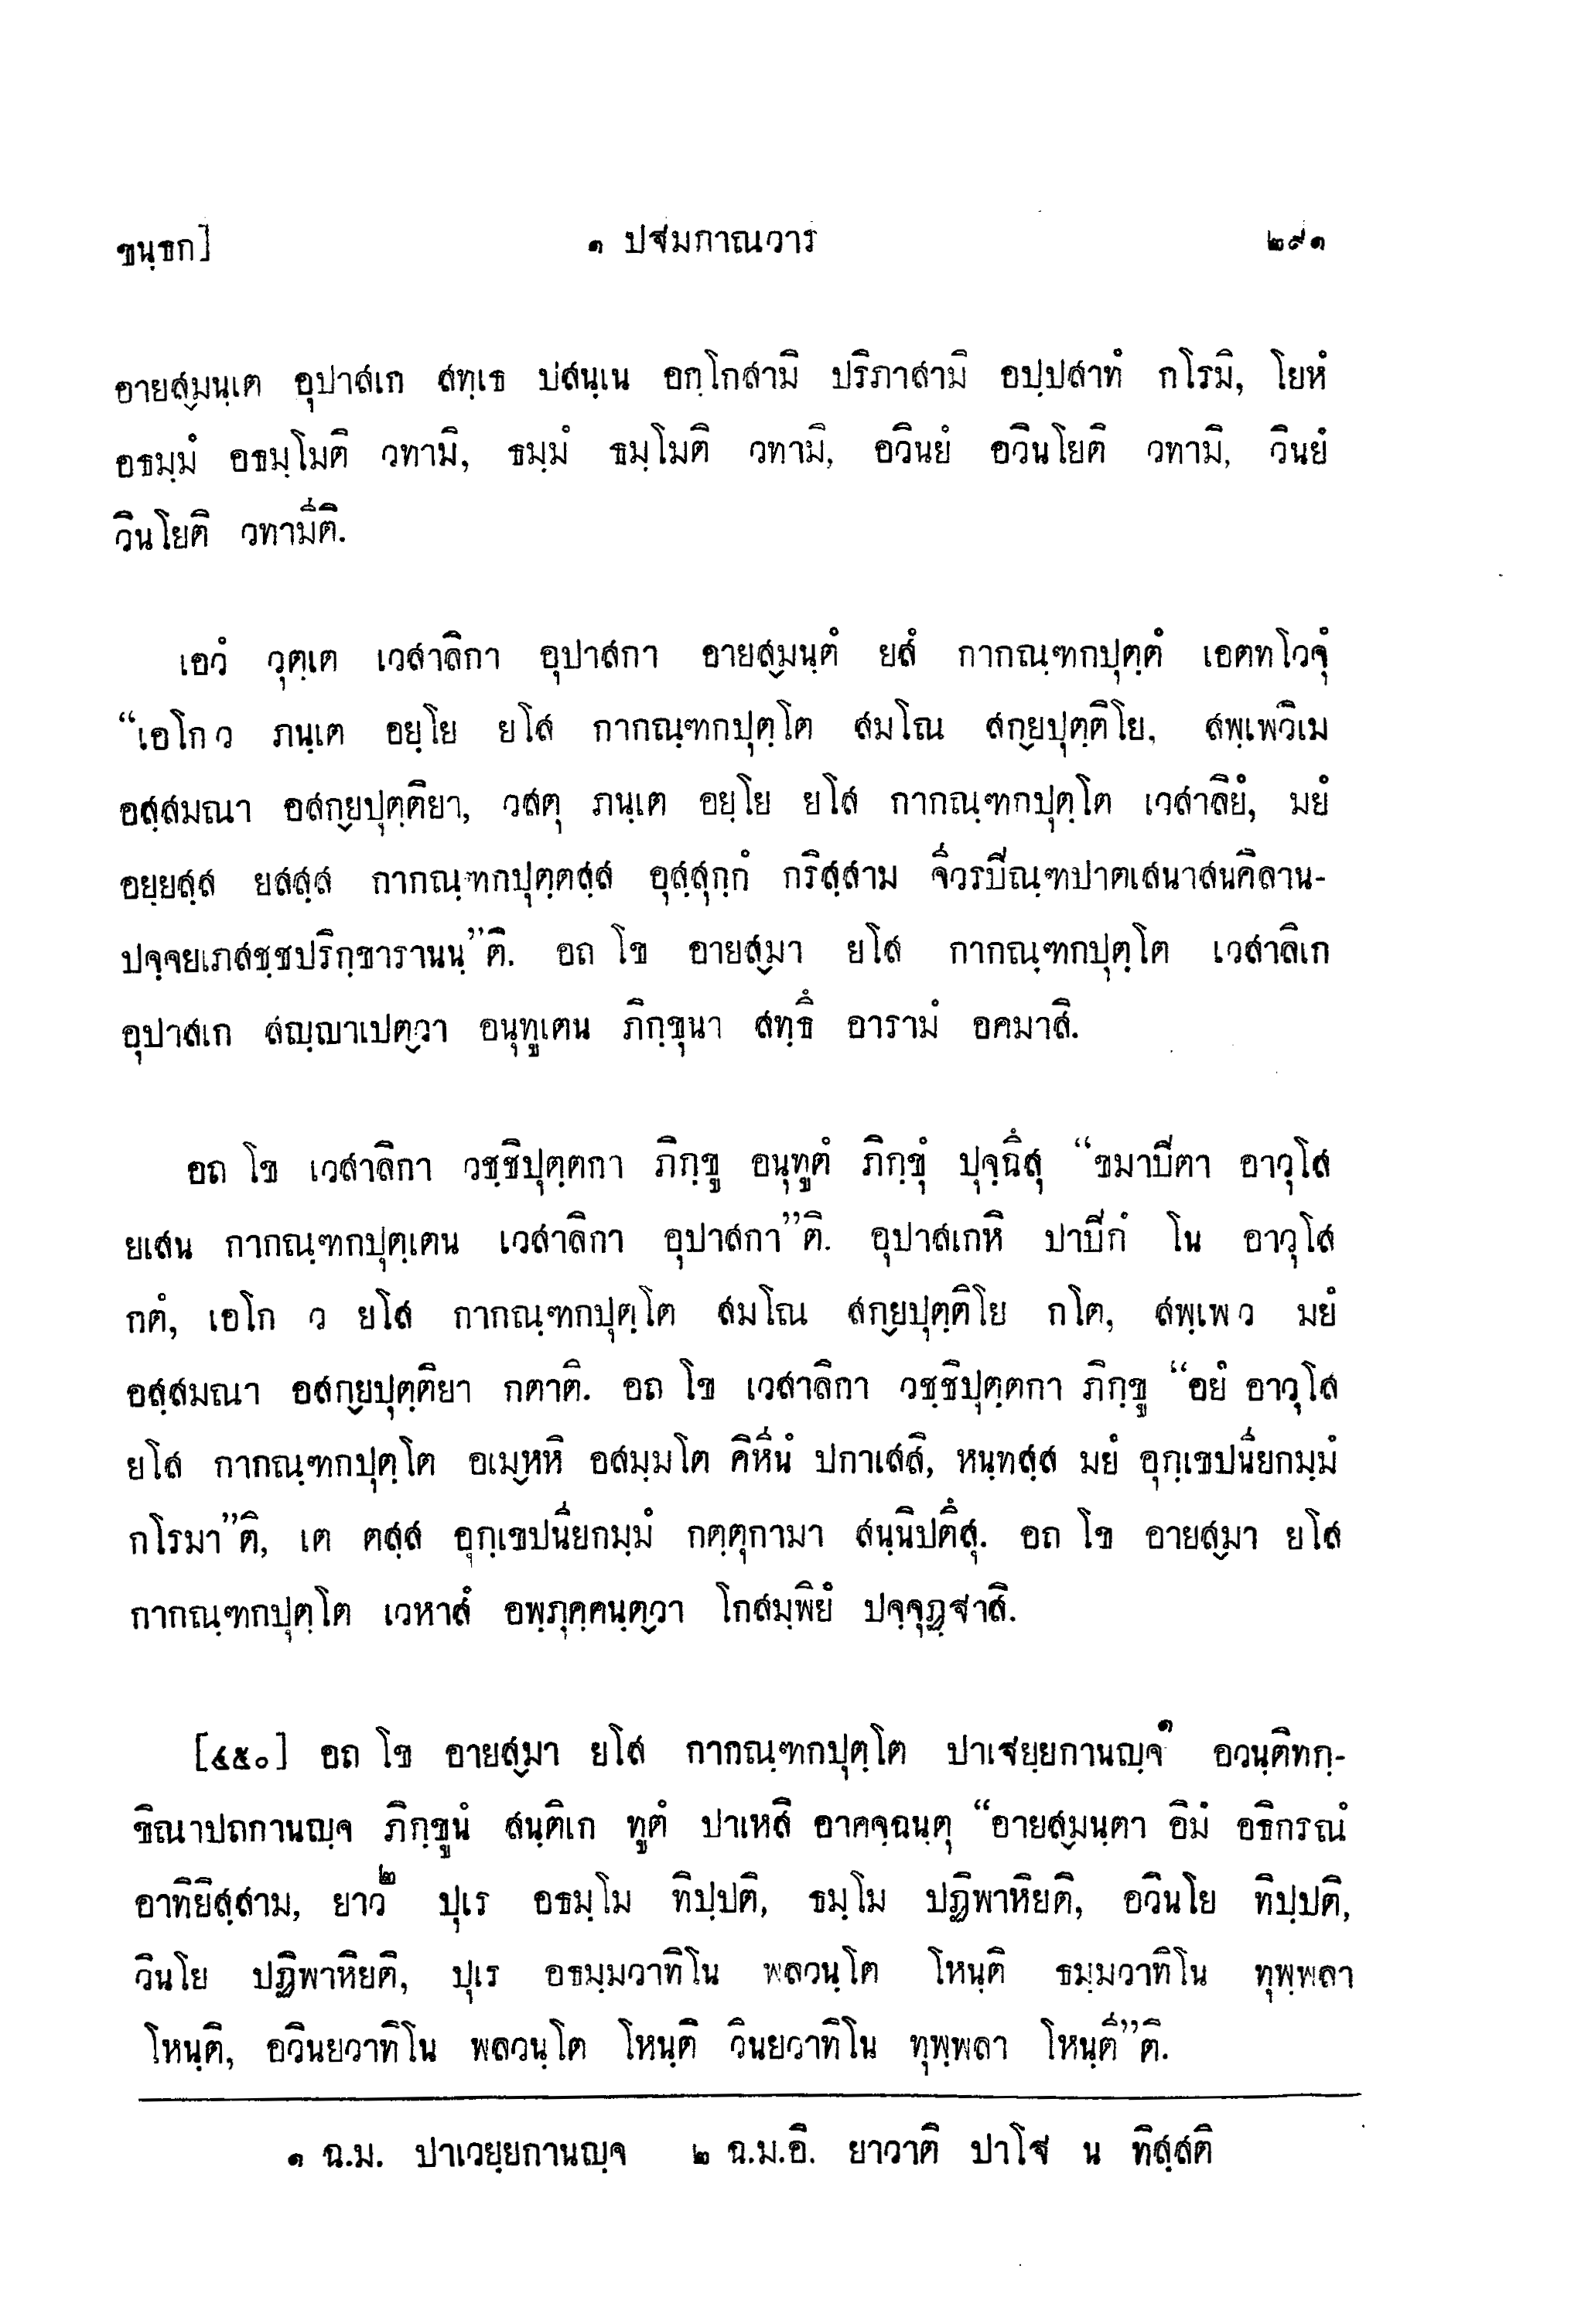 ขนฺธก] ๑ ปฐมภาณวาร ๒๙๑
อายสฺมนฺเต อุปาสเก สทฺเธ ปสนฺเน อกฺโกสามิ ปริภาสามิ อปฺปสาทํ กโรมิ, โยหํ
อธมฺมํ อธมฺโมติ วทามิ, ธมฺมํ ธมฺโมติ วทามิ, อวินยํ อวินโยติ วทามิ, วินยํ
วินโยติ วทามีติ.
เอวํ วุตฺเต เวสาลิกา อุปาสกา อายสฺมนฺตํ ยสํ กากณฺฑกปุตฺตํ เอตทโวจุํ
“เอโก ว ภนฺเต อยฺโย ยโส กากณฺฑกปุตฺโต สมโณ สกฺยปุตฺติโย, สพฺเพวิเม
อสฺสมณา อสกฺยปุตฺติยา, วสตุ ภนฺเต อยฺโย ยโส กากณฺฑกปุตฺโต เวสาลิยํ, มยํ
อยฺยสฺส ยสสฺส กากณฺฑกปุตฺตสฺส อุสฺสุกฺกํ กริสฺสาม จีวรปิณฺฑปาตเสนาสนคิลาน-
ปจฺจยเภสชฺชปริกฺขารานนฺ”ติ. อถ โข อายสฺมา ยโส กากณฺฑกปุตฺโต เวสาลิเก
อุปาสเก สญฺญาเปตฺวา อนุทูเตน ภิกฺขุนา สทฺธึ อารามํ อคมาสิ.
อถ โข เวสาลิกา วชฺชิปุตฺตกา ภิกฺขู อนุทูตํ ภิกฺขุํ ปุจฺฉึสุ “ขมาปิตา อาวุโส
ยเสน กากณฺฑกปุตฺเตน เวสาลิกา อุปาสกา”ติ. อุปาสเกหิ ปาปิกํ โน อาวุโส
กตํ, เอโก ว ยโส กากณฺฑกปุตฺโต สมโณ สกฺยปุตฺติโย กโต, สพฺเพ ว มยํ
อสฺสมณา อสกฺยปุตฺติยา กตาติ. อถ โข เวสาลิกา วชฺชิปุตฺตกา ภิกฺขู “อยํ อาวุโส
ยโส กากณฺฑกปุตฺโต อเมฺหหิ อสมฺมโต คิหีนํ ปกาเสสิ, หนฺทสฺส มยํ อุกฺเขปนียกมฺมํ
กโรมา”ติ, เต ตสฺส อุกฺเขปนียกมฺมํ กตฺตุกามา สนฺนิปตึสุ. อถ โข อายสฺมา ยโส
กากณฺฑกปุตฺโต เวหาสํ อพฺภุคฺคนฺตฺวา โกสมฺพิยํ ปจฺจุฏฺฐาสิ.
[๔๕๐] อถ โข อายสฺมา ยโส กากณฺฑกปุตฺโต ปาเฐยฺยกานญฺจ๑ อวนฺติทกฺ-
ขิณาปถกานญฺจ ภิกฺขูนํ สนฺติเก ทูตํ ปาเหสิ อาคจฺฉนฺตุ “อายสฺมนฺตา อิมํ อธิกรณํ
อาทิยิสฺสาม, ยาว๒ ปุเร อธมฺโม ทิปฺปติ, ธมฺโม ปฏิพาหิยติ, อวินโย ทิปฺปติ,
วินโย ปฏิพาหิยติ, ปุเร อธมฺมวาทิโน พลวนฺโต โหนฺติ ธมฺมวาทิโน ทุพฺพลา
โหนฺติ, อวินยวาทิโน พลวนฺโต โหนฺติ วินยวาทิโน ทุพฺพลา โหนฺตี”ติ.
๑ ฉ.ม. ปาเวยฺยกานญฺจ ๒ ฉ.ม.อิ. ยาวาติ ปาโฐ น ทิสฺสติ